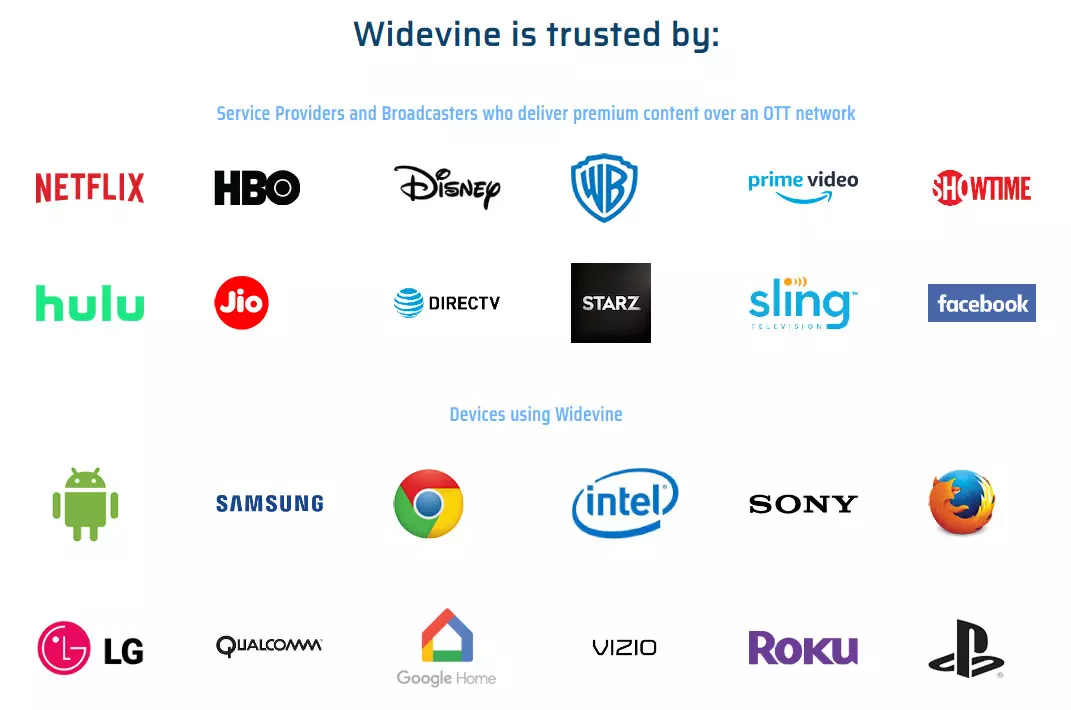 Widevine is trusted by:
Service Providers and Broadcasters who deliver premium content over an OTT network
NETFLIX HBO Disney WB prime video SHOWTIME
hulu Jio DIRECTV STARZ sling™ facebook
TELEVISION
Devices using Widevine
SAMSUNG intel® SONY
LG QUALCOMM® Google Home VIZIO ROKU PS®